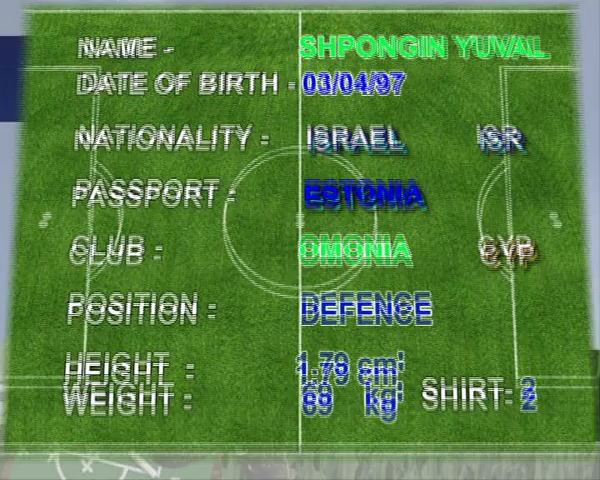 NAME - SHPONGIN YUVAL
DATE OF BIRTH - 03/04/97
NATIONALITY : ISRAEL ISR
PASSPORT : ESTONIA
CLUB : OMONIA CYP
POSITION : DEFENCE
HEIGHT : 1.79 cm
WEIGHT : 69 kg SHIRT: 2